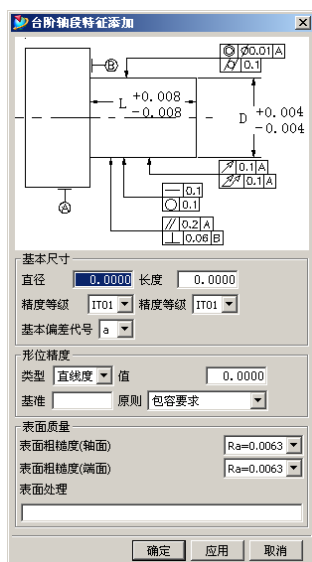 台阶轴段特征添加
◎ ⌀0.01 A
⌭ 0.1
B
L +0.008 -0.008
D +0.004 -0.004
A
↗ 0.1 A
⌰ 0.1 A
— 0.1
○ 0.1
// 0.2 A
⊥ 0.06 B
基本尺寸
直径 0.0000 长度 0.0000
精度等级 IT01 精度等级 IT01
基本偏差代号 a
形位精度
类型 直线度 值 0.0000
基准 原则 包容要求
表面质量
表面粗糙度(轴面) Ra=0.0063
表面粗糙度(端面) Ra=0.0063
表面处理
确定 应用 取消